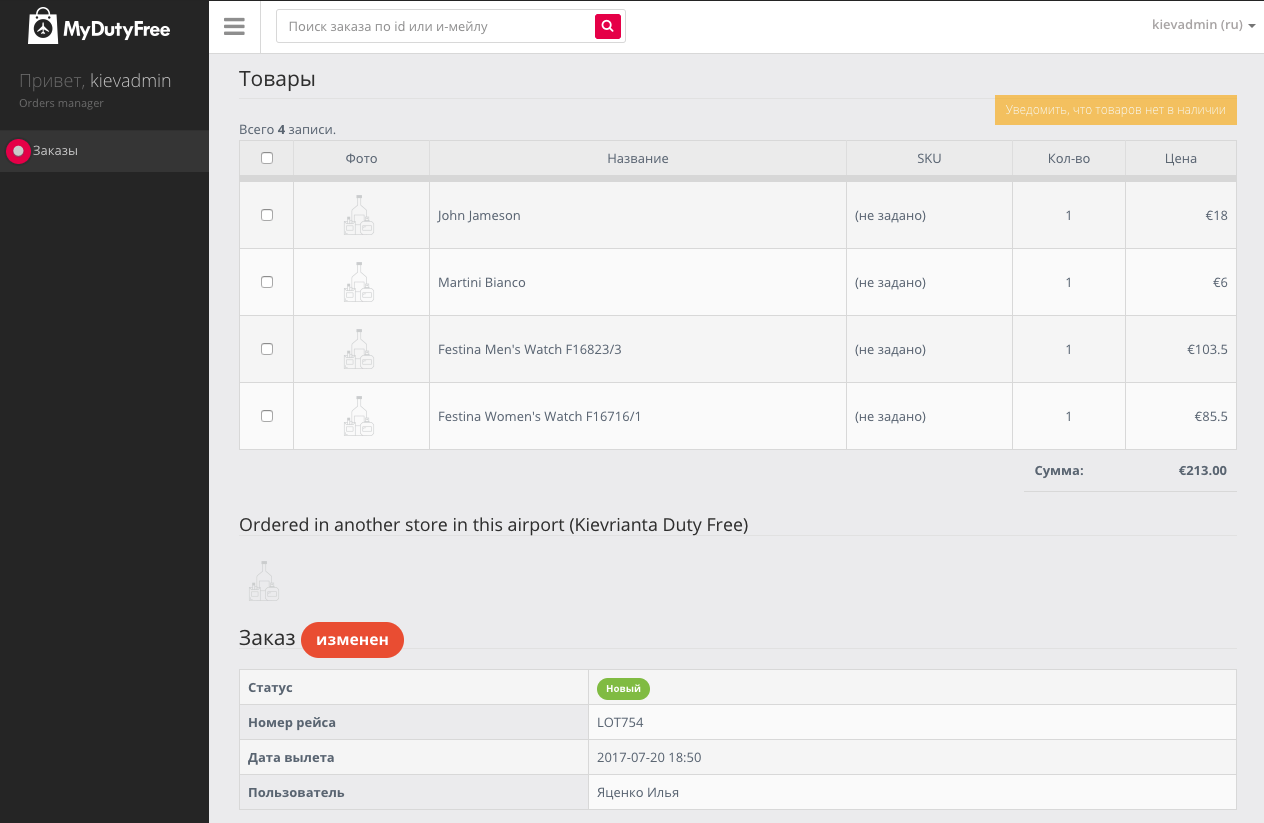 MyDutyFree
Поиск заказа по id или и-мейлу
kievadmin (ru)
Привет, kievadmin
Orders manager
Заказы
Товары
Уведомить, что товаров нет в наличии
Всего 4 записи.
Фото Название SKU Кол-во Цена
John Jameson (не задано) 1 €18
Martini Bianco (не задано) 1 €6
Festina Men's Watch F16823/3 (не задано) 1 €103.5
Festina Women's Watch F16716/1 (не задано) 1 €85.5
Сумма: €213.00
Ordered in another store in this airport (Kievrianta Duty Free)
Заказ изменен
Статус Новый
Номер рейса LOT754
Дата вылета 2017-07-20 18:50
Пользователь Яценко Илья